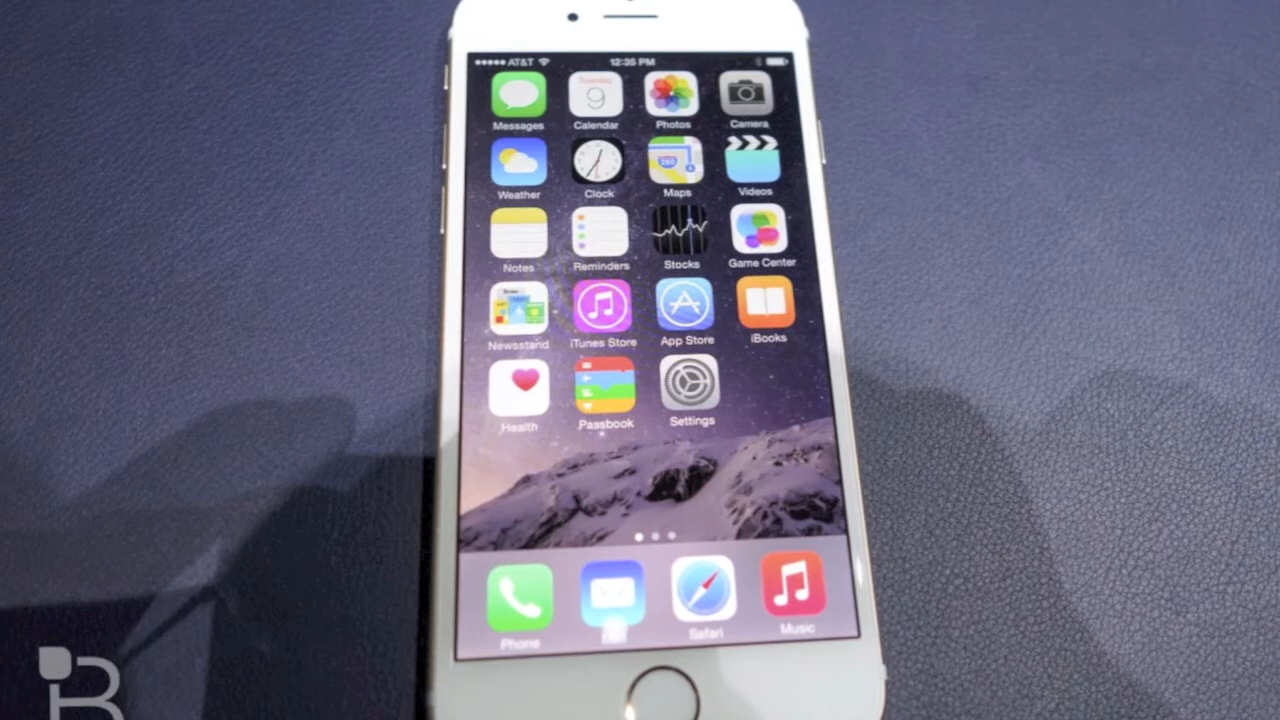 AT&T 12:35 PM
Tuesday
9
Messages Calendar Photos Camera
280
Weather Clock Maps Videos
Notes Reminders Stocks Game Center
Newsstand iTunes Store App Store iBooks
Health Passbook Settings
Phone Safari Music
B